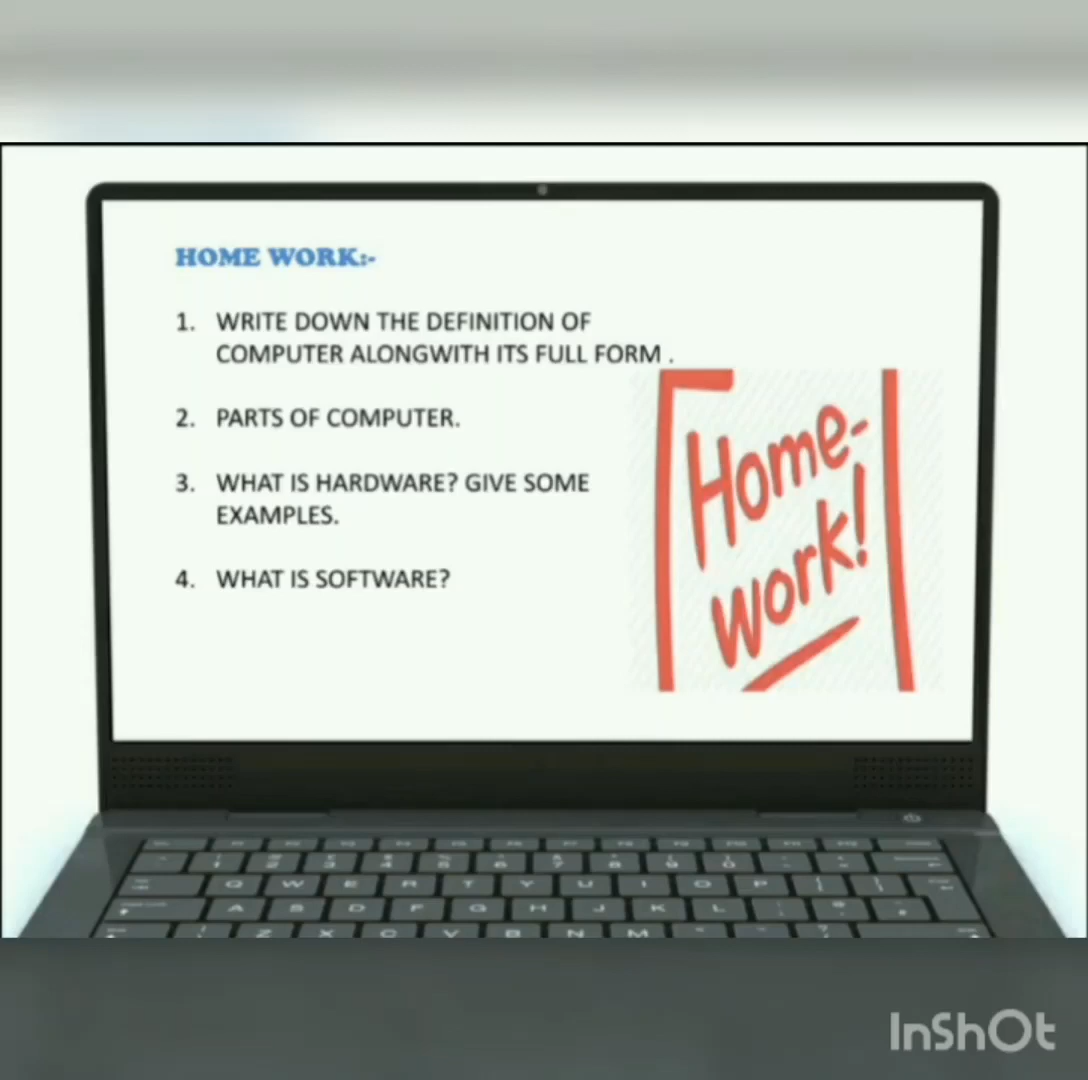 HOME WORK:-
1. WRITE DOWN THE DEFINITION OF
COMPUTER ALONGWITH ITS FULL FORM .
2. PARTS OF COMPUTER.
3. WHAT IS HARDWARE? GIVE SOME
EXAMPLES.
4. WHAT IS SOFTWARE?
Home-
work!
Q W E R T Y U I O P
A S D F G H J K L
Z X C V B N M
InShOt